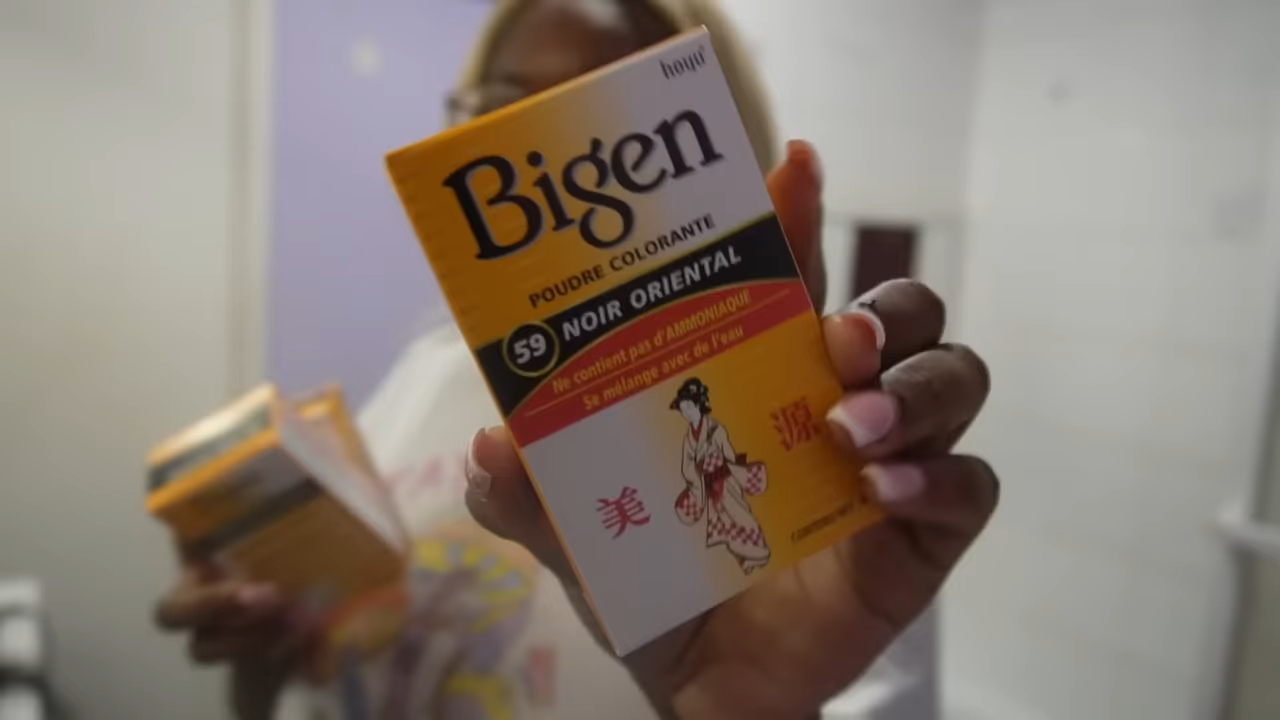 hoyu
Bigen
POUDRE COLORANTE
59 NOIR ORIENTAL
Ne contient pas d'AMMONIAQUE
Se mélange avec de l'eau
源
美